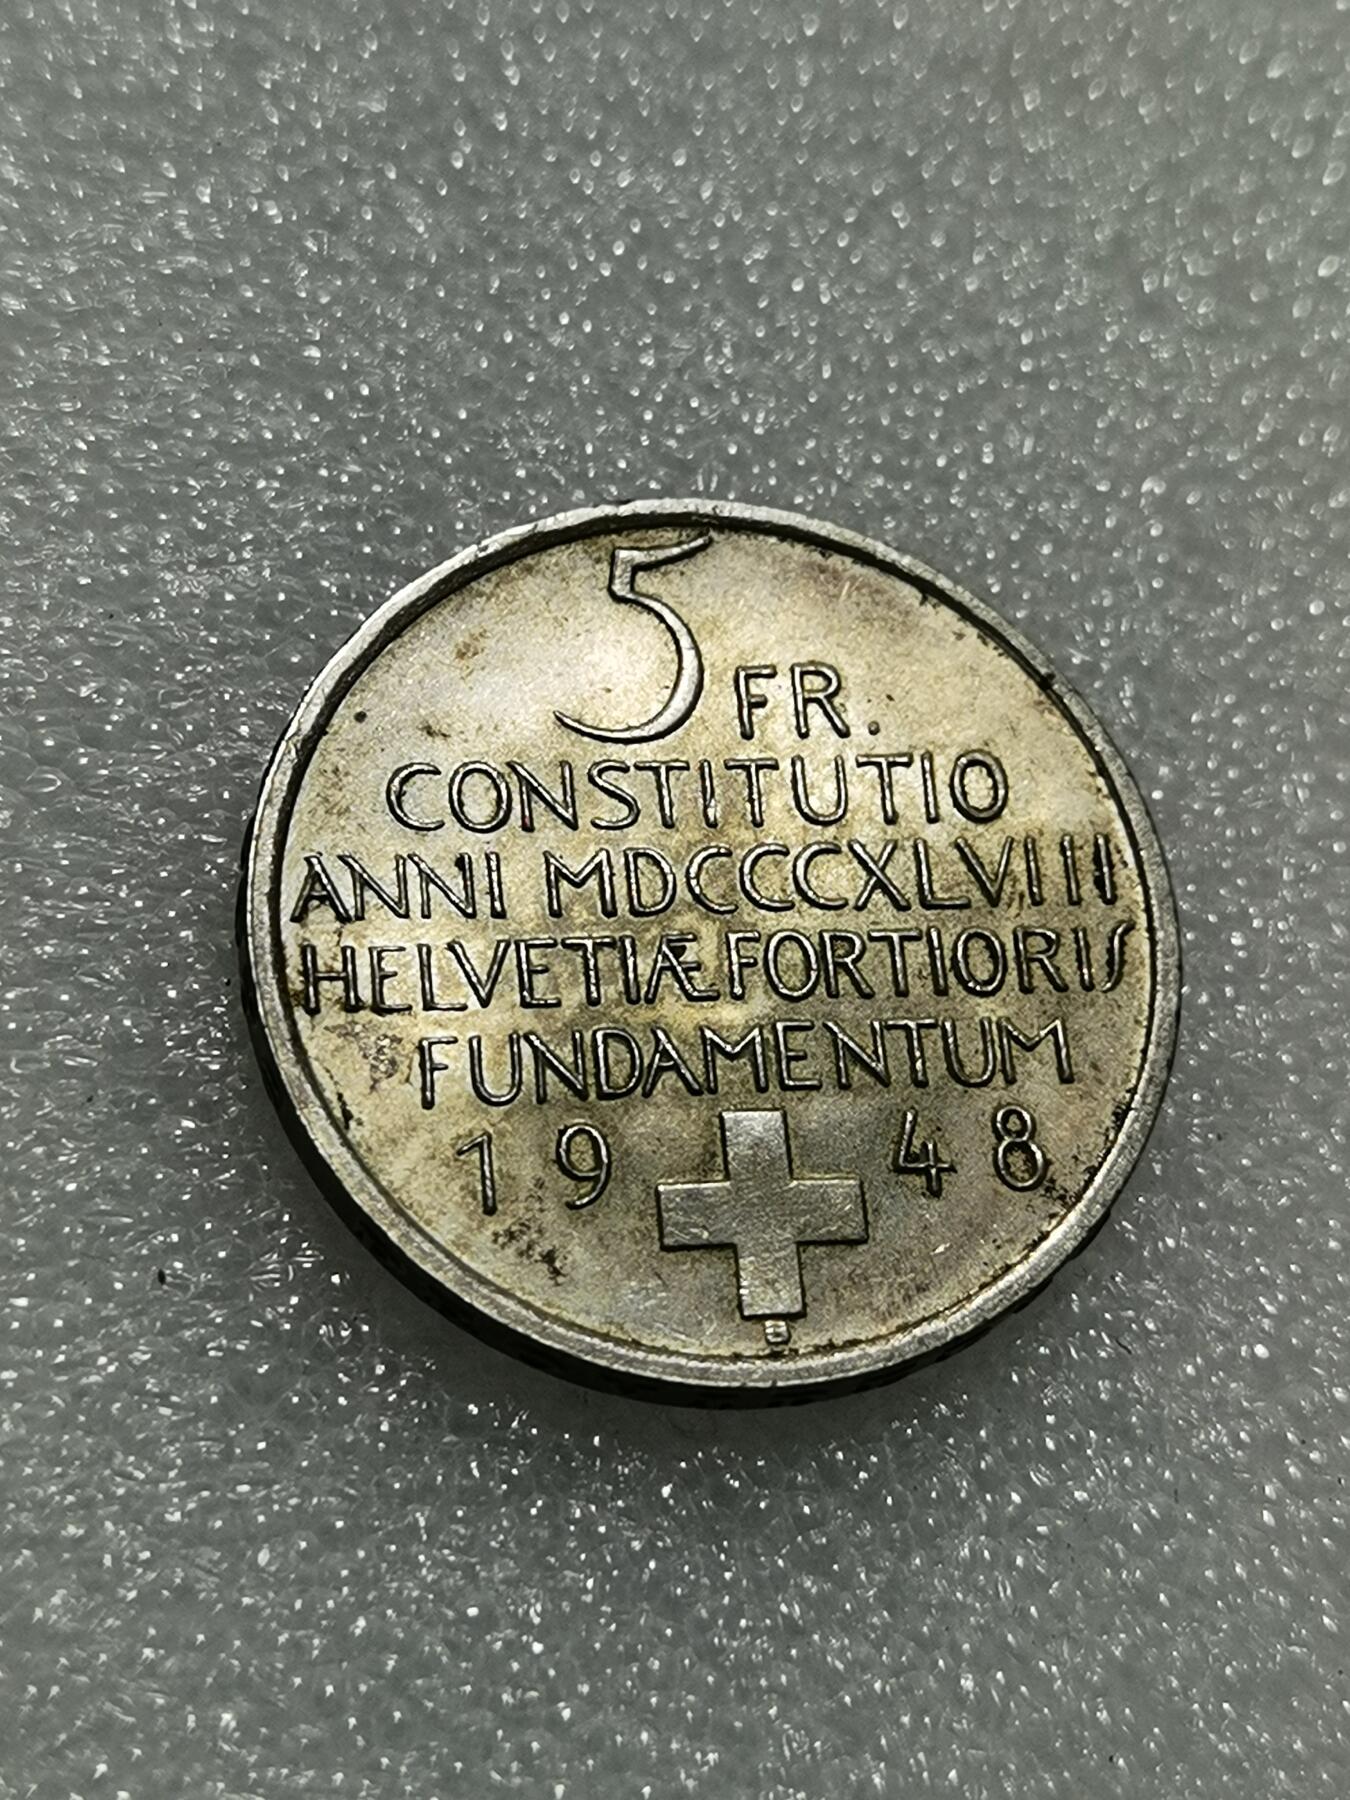 5 FR.
CONSTITUTIO
ANNI MDCCCXLVIII
HELVETIÆ FORTIORIS
FUNDAMENTUM
19 48
B